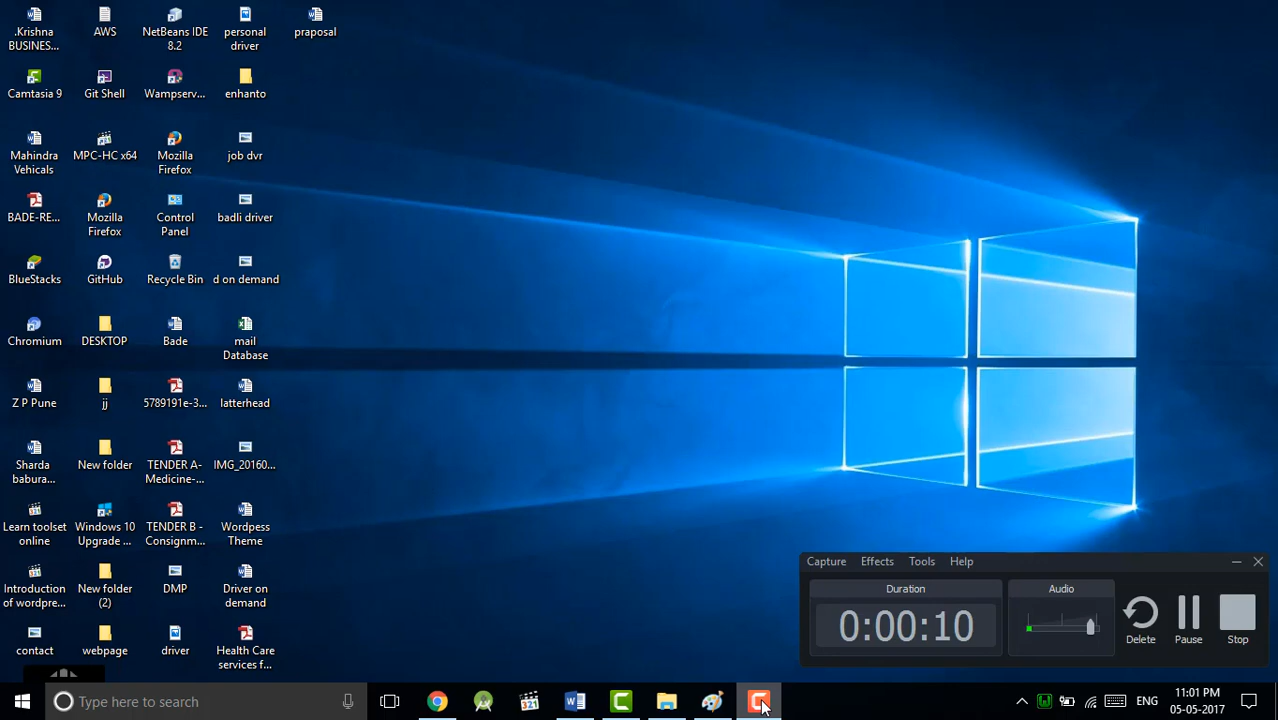 .Krishna
BUSINES...
AWS
NetBeans IDE
8.2
personal
driver
praposal
Camtasia 9
Git Shell
Wampserv...
enhanto
Mahindra
Vehicals
MPC-HC x64
Mozilla
Firefox
job dvr
BADE-RE...
Mozilla
Firefox
Control
Panel
badli driver
BlueStacks
GitHub
Recycle Bin
d on demand
Chromium
DESKTOP
Bade
mail
Database
Z P Pune
jj
5789191e-3...
latterhead
Sharda
babura...
New folder
TENDER A-
Medicine-...
IMG_20160...
Learn toolset
online
Windows 10
Upgrade ...
TENDER B -
Consignm...
Wordpess
Theme
Introduction
of wordpre...
New folder
(2)
DMP
Driver on
demand
contact
webpage
driver
Health Care
services f...
Capture Effects Tools Help
Duration
0:00:10
Audio
Delete
Pause
Stop
Type here to search
321
ENG
11:01 PM
05-05-2017